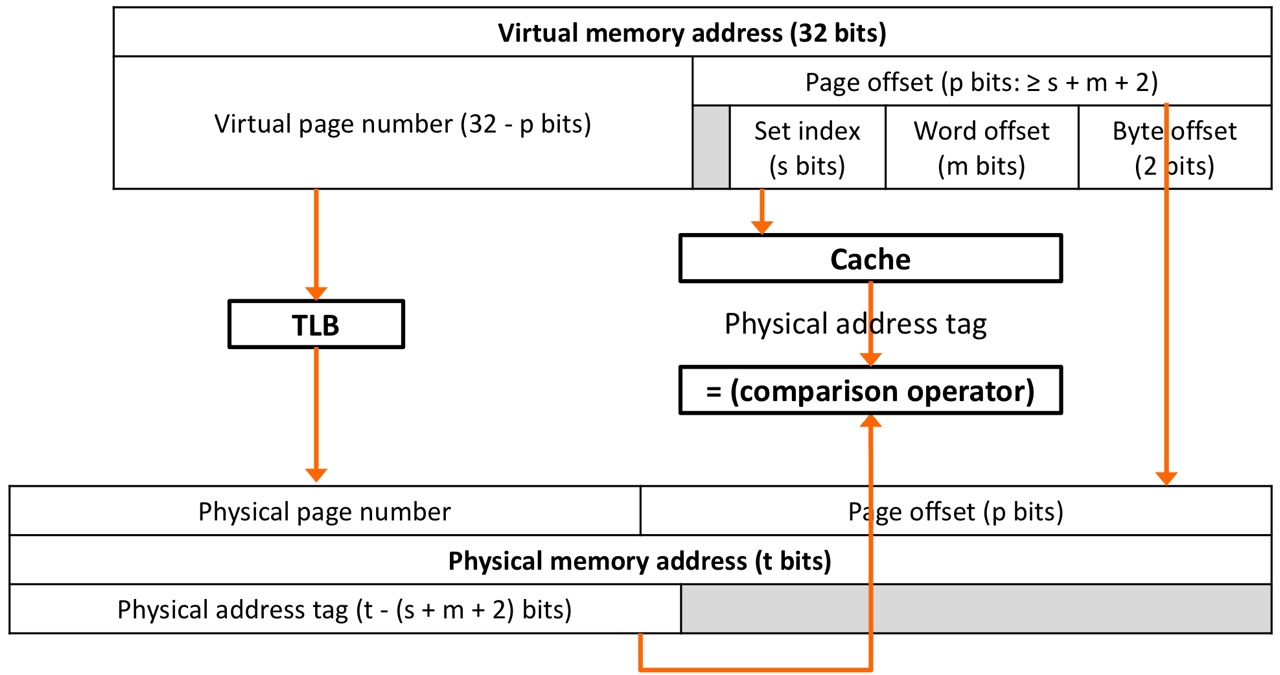 Virtual memory address (32 bits)
Page offset (p bits: ≥ s + m + 2)
Virtual page number (32 - p bits)
Set index
(s bits)
Word offset
(m bits)
Byte offset
(2 bits)
Cache
TLB
Physical address tag
= (comparison operator)
Physical page number
Page offset (p bits)
Physical memory address (t bits)
Physical address tag (t - (s + m + 2) bits)